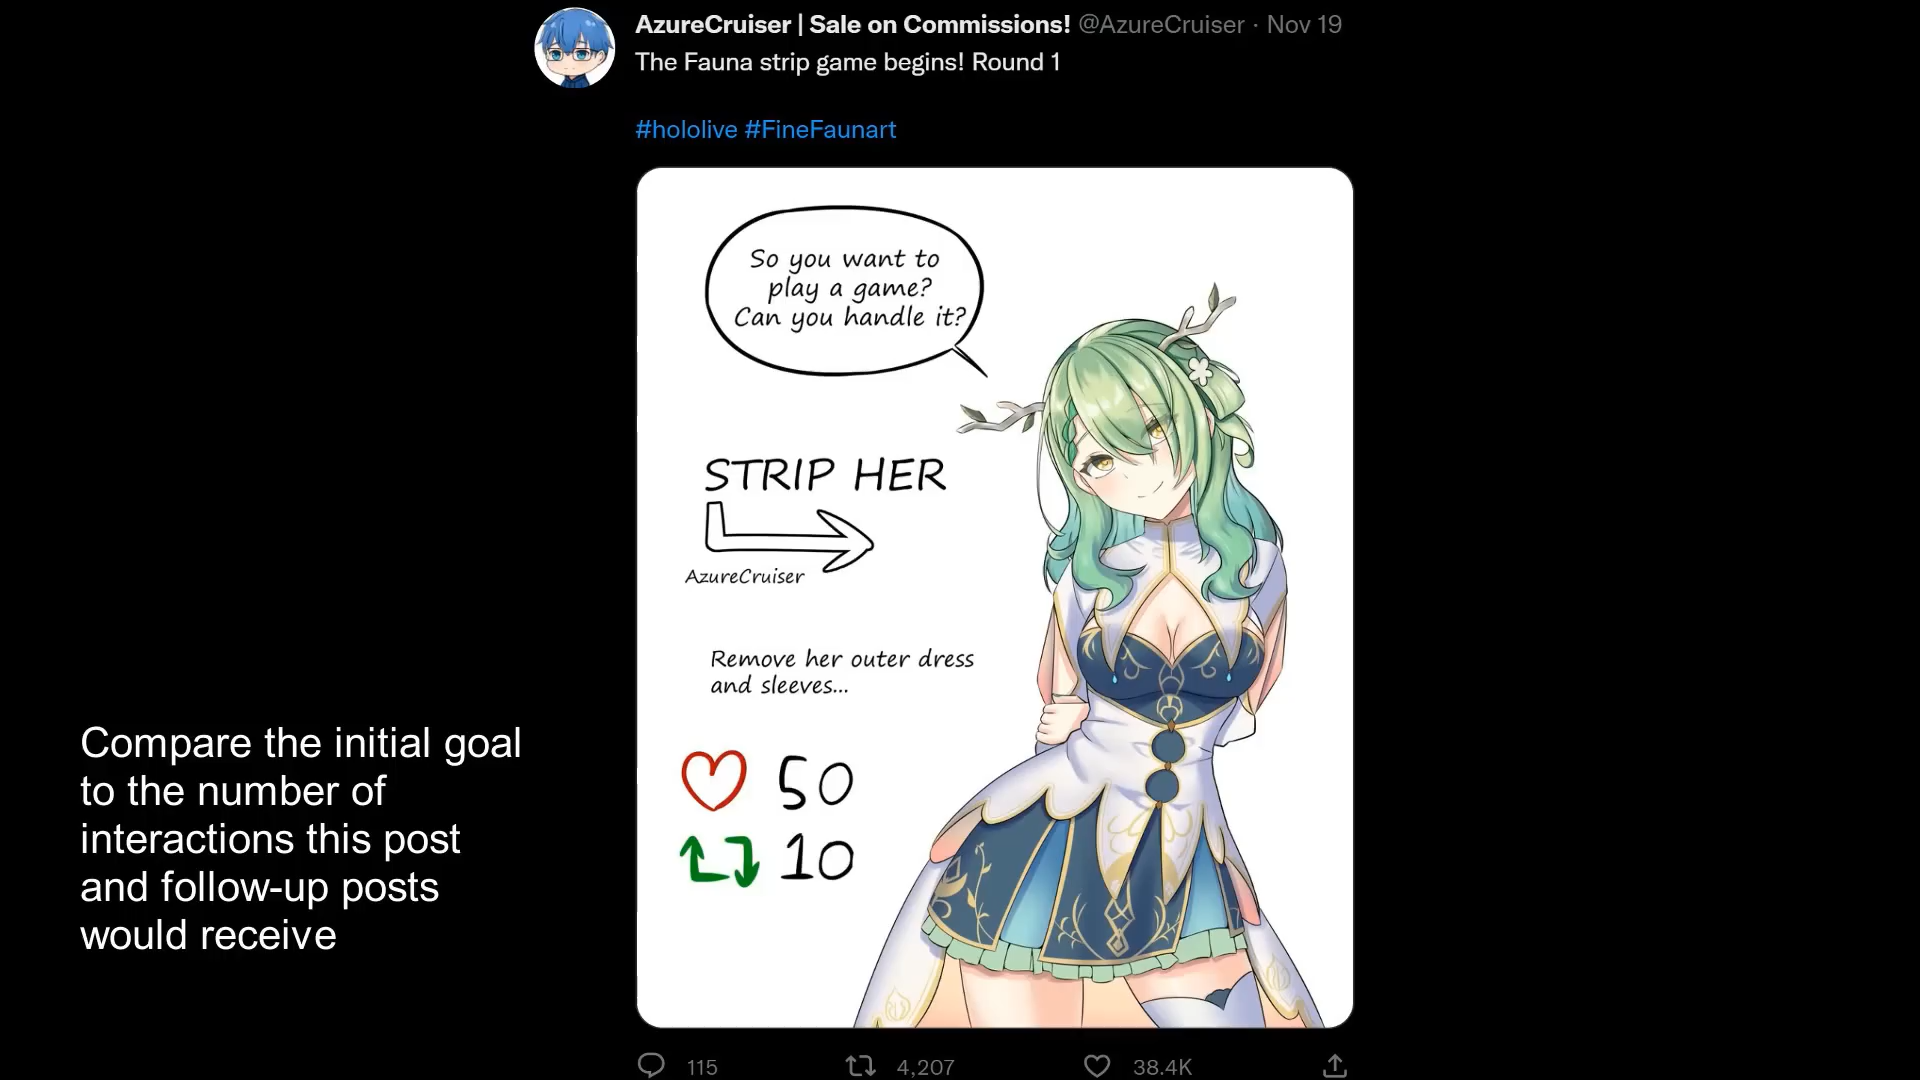 AzureCruiser | Sale on Commissions! @AzureCruiser · Nov 19
The Fauna strip game begins! Round 1
#hololive #FineFaunart
So you want to
play a game?
Can you handle it?
STRIP HER
AzureCruiser
Remove her outer dress
and sleeves...
50
10
Compare the initial goal
to the number of
interactions this post
and follow-up posts
would receive
115 4,207 38.4K